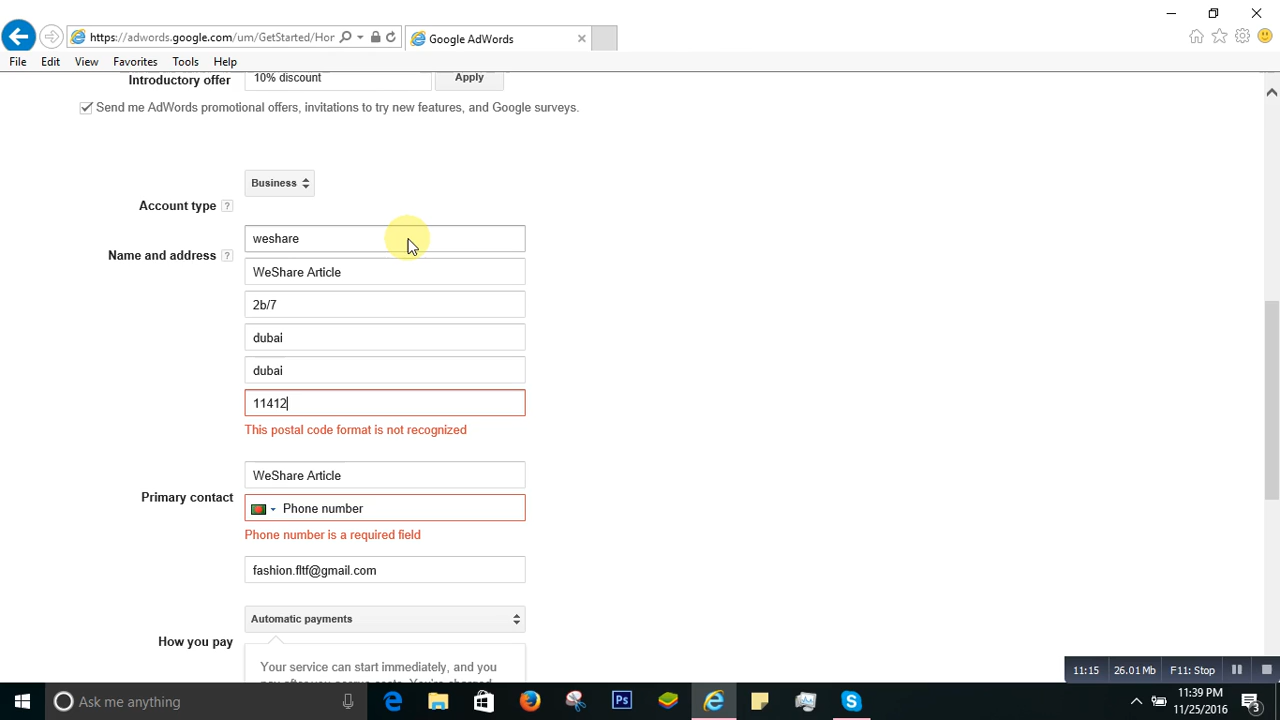 https://adwords.google.com/um/GetStarted/Hor
Google AdWords
File Edit View Favorites Tools Help
Introductory offer 10% discount Apply
Send me AdWords promotional offers, invitations to try new features, and Google surveys.
Business
Account type ?
weshare
Name and address ?
WeShare Article
2b/7
dubai
dubai
11412
This postal code format is not recognized
WeShare Article
Primary contact
Phone number
Phone number is a required field
fashion.fltf@gmail.com
Automatic payments
How you pay
Your service can start immediately, and you
11:15 26.01 Mb F11: Stop
Ask me anything
11:39 PM
11/25/2016
3